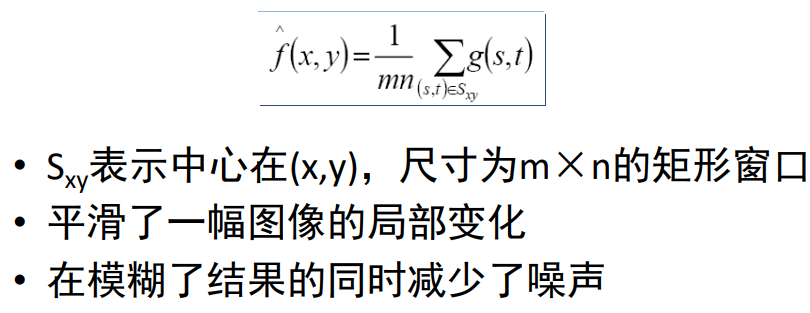 $\hat{f}(x,y)=\frac{1}{mn}\sum_{(s,t)\in S_{xy}}g(s,t)$
• S_{xy}表示中心在(x,y)，尺寸为m×n的矩形窗口
• 平滑了一幅图像的局部变化
• 在模糊了结果的同时减少了噪声